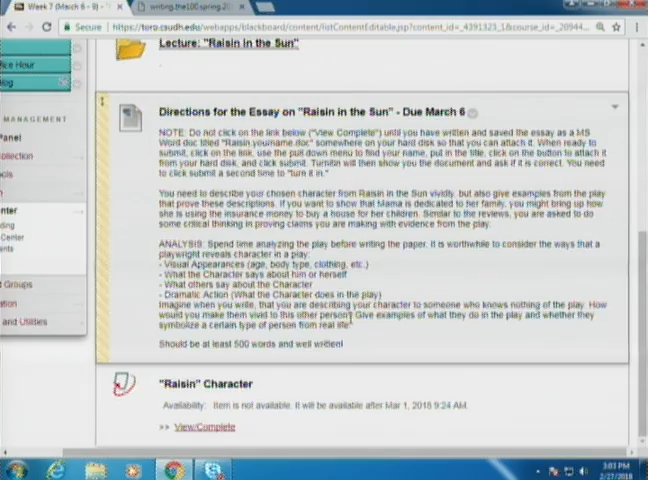 Week 7 (March 6 - 8) -
writing.the100.spring.20
Secure
https://toro.csudh.edu/webapps/blackboard/content/listContentEditable.jsp?content_id=_4391323_1&course_id=_20944
Lecture: "Raisin in the Sun"
ice Hour
log
MANAGEMENT
Panel
ollection
ools
nter
ding
Center
ents
Groups
ation
and Utilities
Directions for the Essay on "Raisin in the Sun" - Due March 6
NOTE: Do not click on the link below ("View Complete") until you have written and saved the essay as a MS
Word doc titled "Raisin.yourname.doc" somewhere on your hard disk so that you can attach it. When ready to
submit, click on the link, use the pull down menu to find your name, put in the title, click on the button to attach it
from your hard disk, and click submit. Turnitin will then show you the document and ask if it is correct. You need
to click submit a second time to "turn it in."
You need to describe your chosen character from Raisin in the Sun vividly, but also give examples from the play
that prove these descriptions. If you want to show that Mama is dedicated to her family, you might bring up how
she is using the insurance money to buy a house for her children. Similar to the reviews, you are asked to do
some critical thinking in proving claims you are making with evidence from the play.
ANALYSIS: Spend time analyzing the play before writing the paper. It is worthwhile to consider the ways that a
playwright reveals character in a play:
- Visual Appearances (age, body type, clothing, etc.)
- What the Character says about him or herself
- What others say about the Character
- Dramatic Action (What the Character does in the play)
Imagine when you write, that you are describing your character to someone who knows nothing of the play. How
would you make them vivid to this other person? Give examples of what they do in the play and whether they
symbolize a certain type of person from real life.
Should be at least 500 words and well written!
"Raisin" Character
Availability: Item is not available. It will be available after Mar 1, 2018 9:24 AM.
>> View/Complete
3:03 PM
2/27/2018